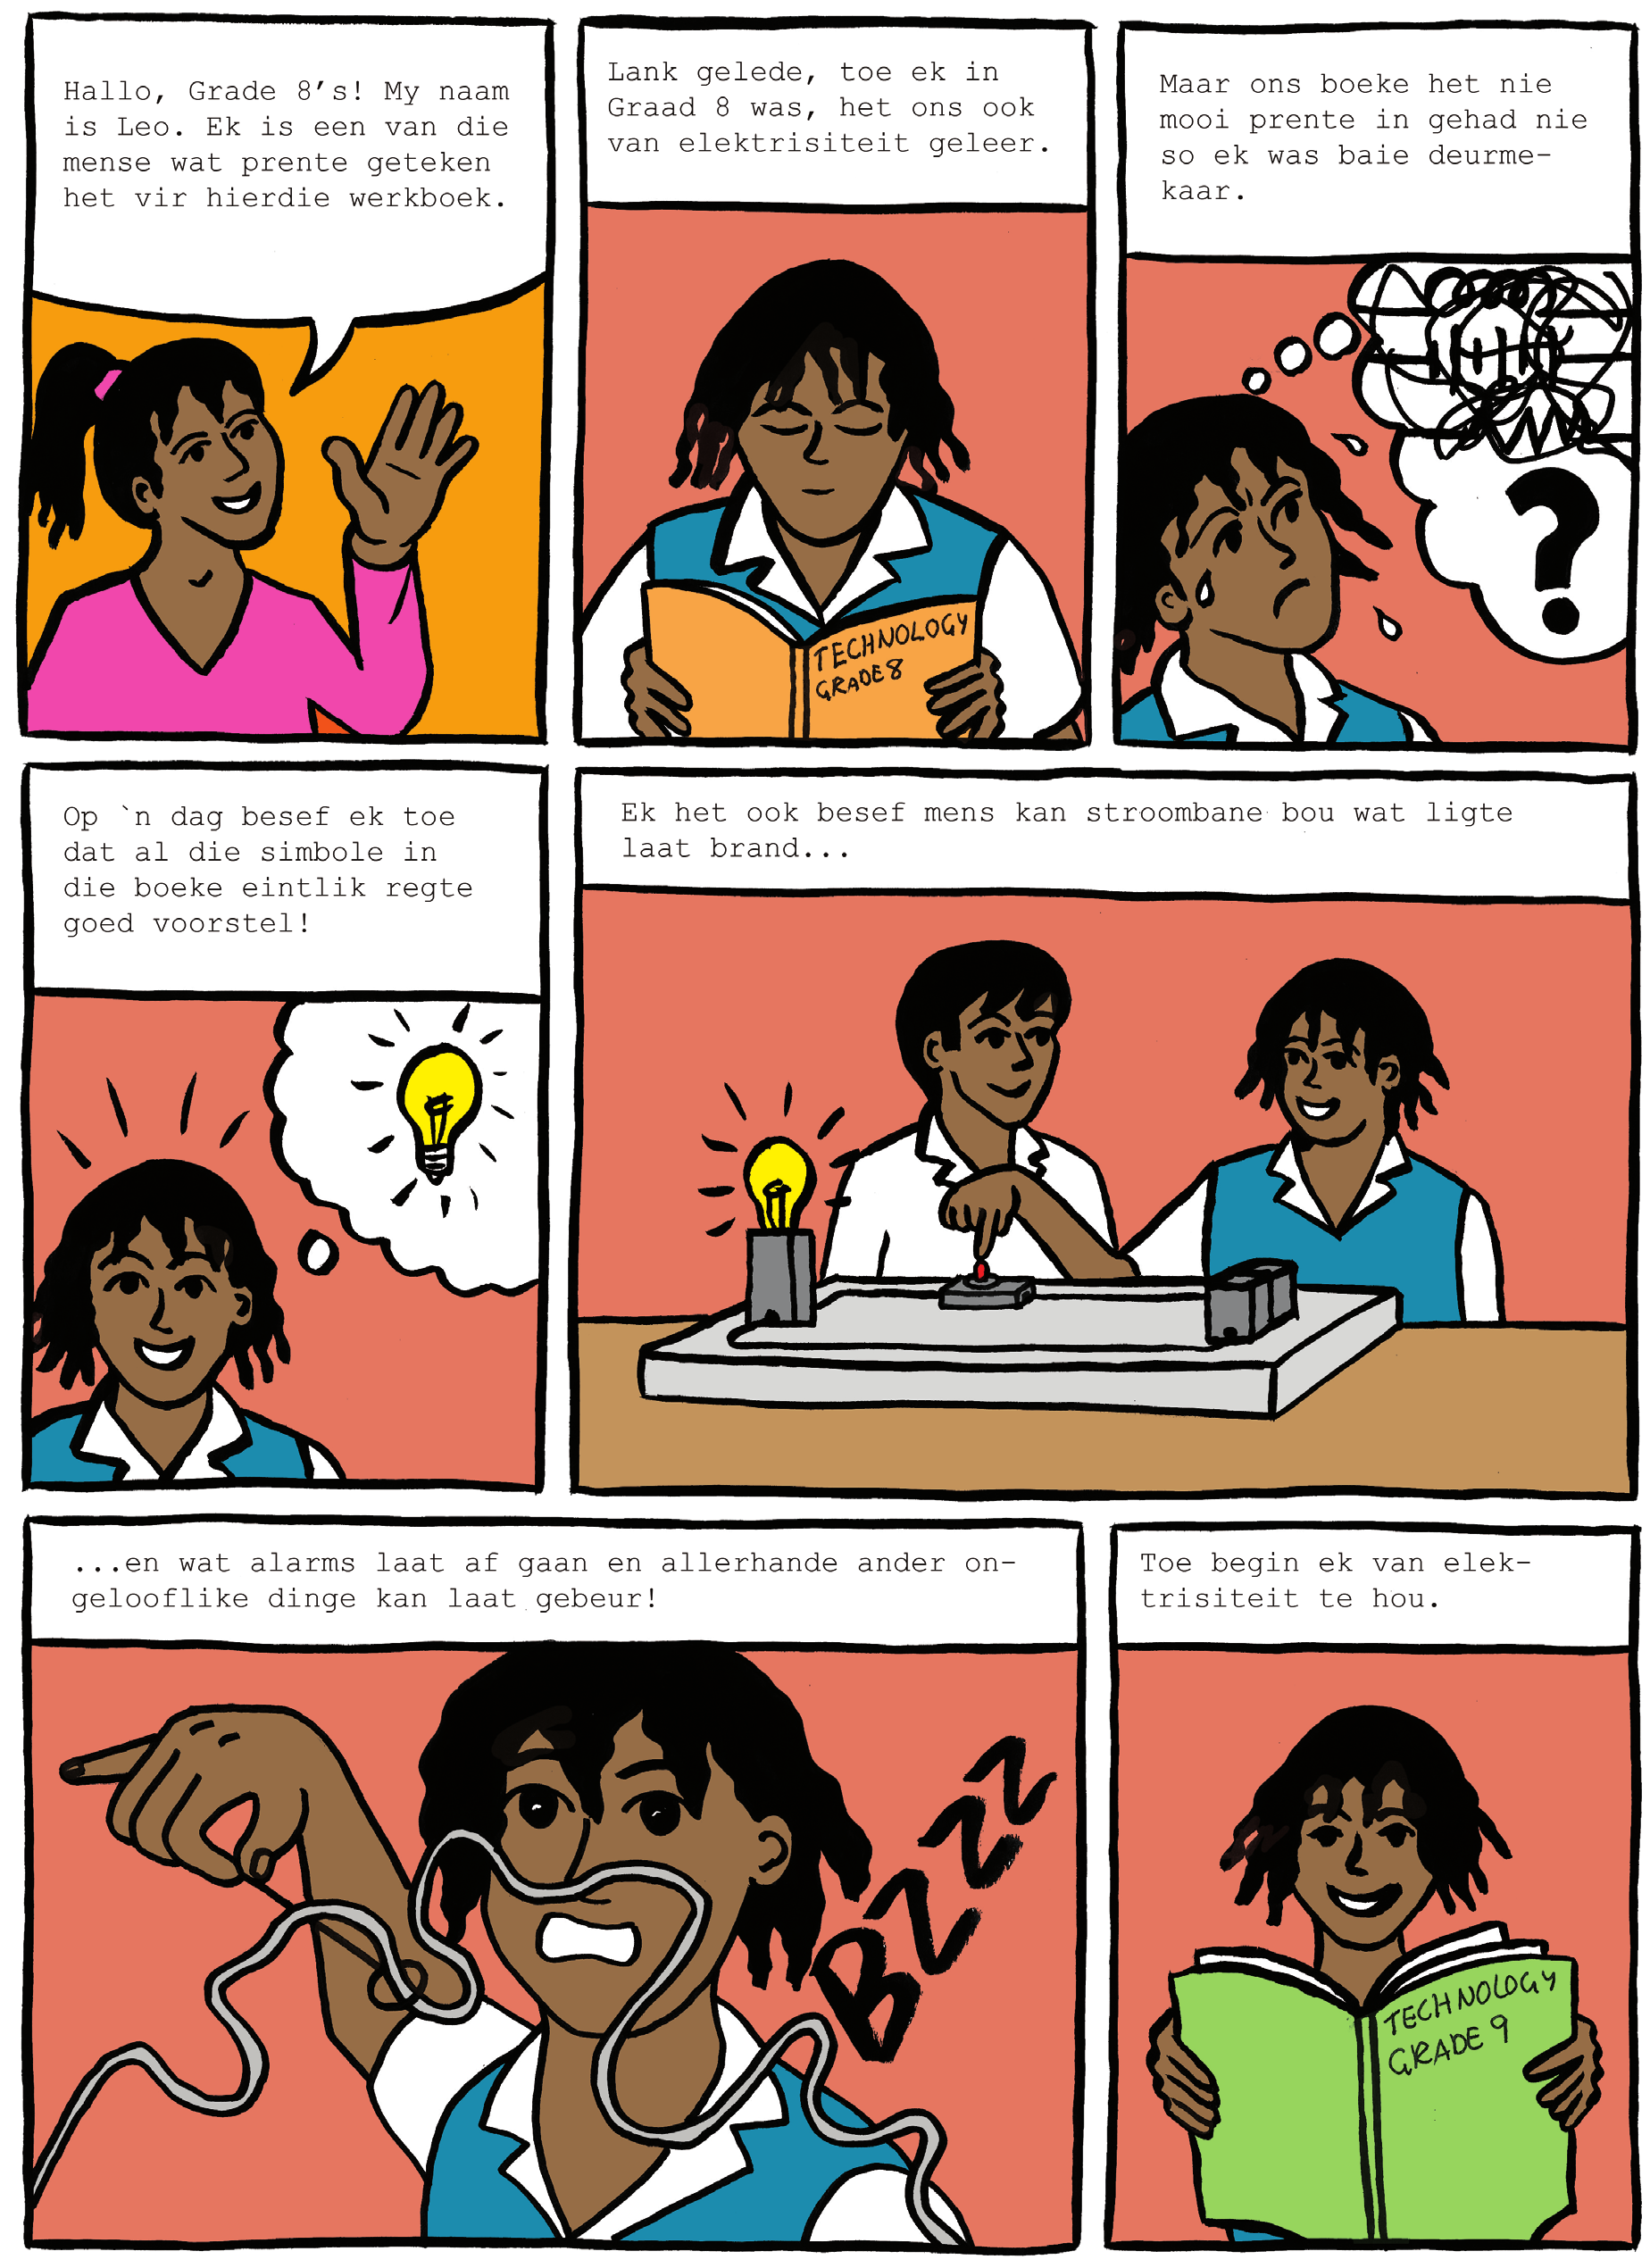 Hallo, Grade 8's! My naam
is Leo. Ek is een van die
mense wat prente geteken
het vir hierdie werkboek.
Lank gelede, toe ek in
Graad 8 was, het ons ook
van elektrisiteit geleer.
TECHNOLOGY
GRADE 8
Maar ons boeke het nie
mooi prente in gehad nie
so ek was baie deurme-
kaar.
?
Op `n dag besef ek toe
dat al die simbole in
die boeke eintlik regte
goed voorstel!
Ek het ook besef mens kan stroombane bou wat ligte
laat brand...
...en wat alarms laat af gaan en allerhande ander on-
gelooflike dinge kan laat gebeur!
BZZZ
Toe begin ek van elek-
trisiteit te hou.
TECHNOLOGY
GRADE 9